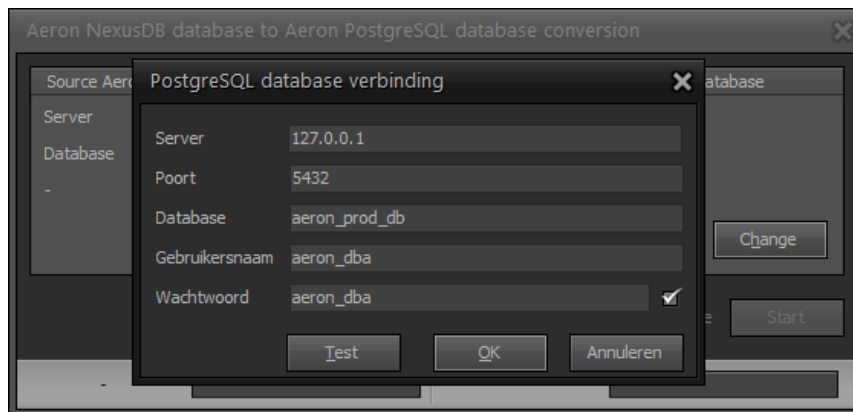 Aeron NexusDB database to Aeron PostgreSQL database conversion
Source Aer
atabase
Server
Database
-
Change
Start
-
PostgreSQL database verbinding
Server 127.0.0.1
Poort 5432
Database aeron_prod_db
Gebruikersnaam aeron_dba
Wachtwoord aeron_dba
Test OK Annuleren